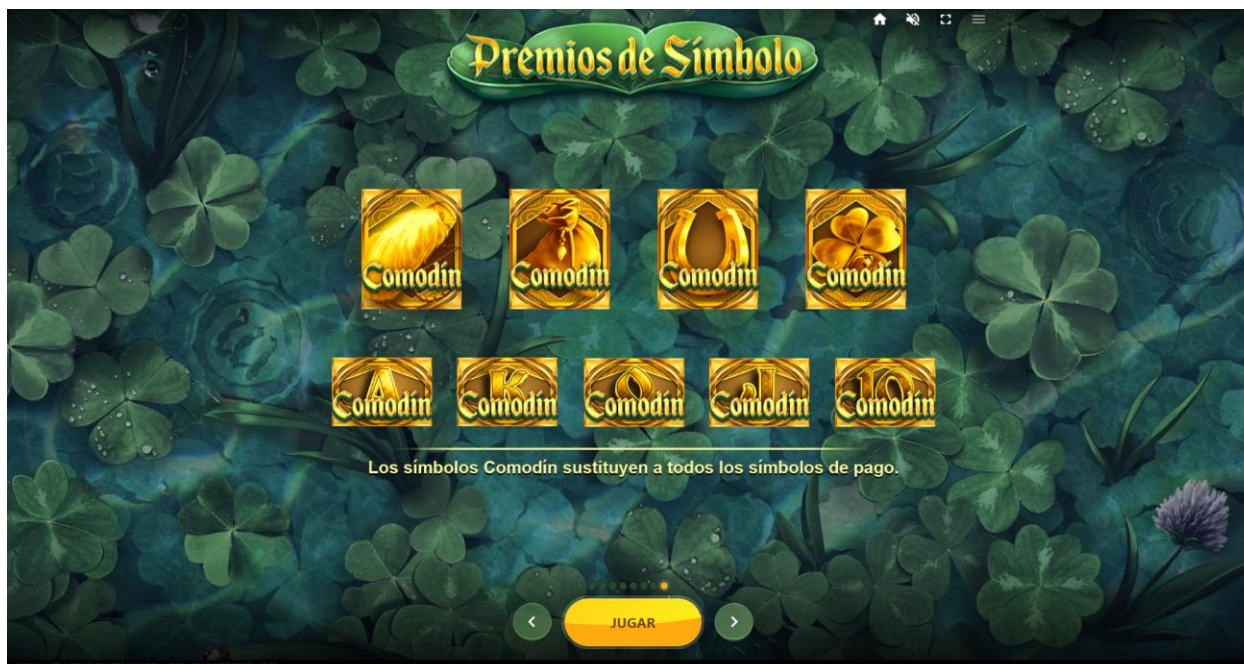 Premios de Símbolo
Comodín Comodín Comodín Comodín
A K Q J 10
Comodín Comodín Comodín Comodín Comodín
Los símbolos Comodín sustituyen a todos los símbolos de pago.
JUGAR